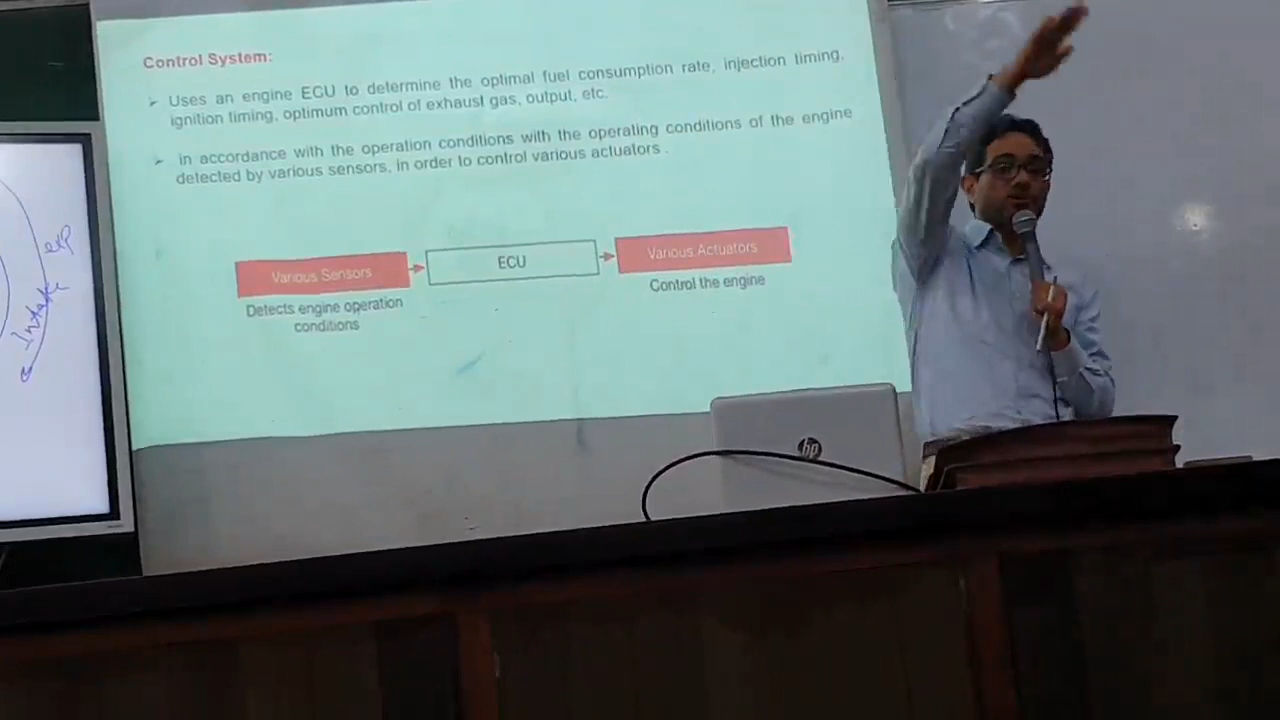 Control System:
➢ Uses an engine ECU to determine the optimal fuel consumption rate, injection timing,
ignition timing, optimum control of exhaust gas, output, etc.
➢ in accordance with the operation conditions with the operating conditions of the engine
detected by various sensors, in order to control various actuators .
Various Sensors
ECU
Various Actuators
Detects engine operation
conditions
Control the engine
exp
Intake
hp